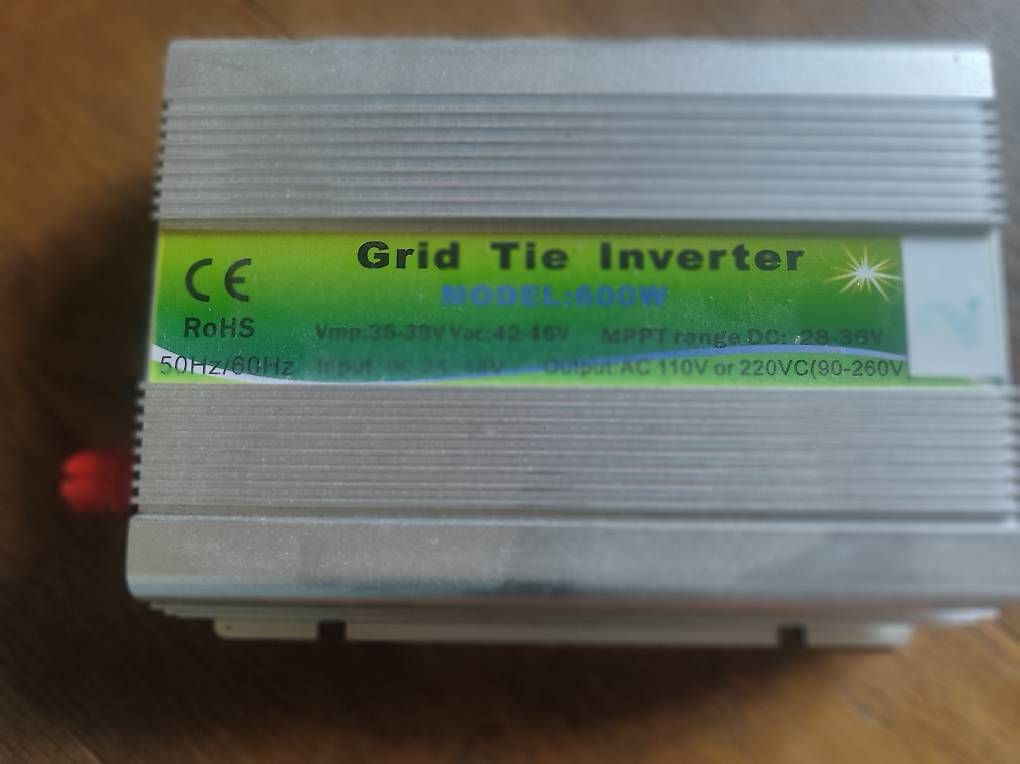 Grid Tie Inverter
CE
MODEL:600W
RoHS
Vmp:35-39V Voc:42-46V MPPT range DC: 28-36V
50Hz/60Hz Input Output:AC 110V or 220VC(90-260V